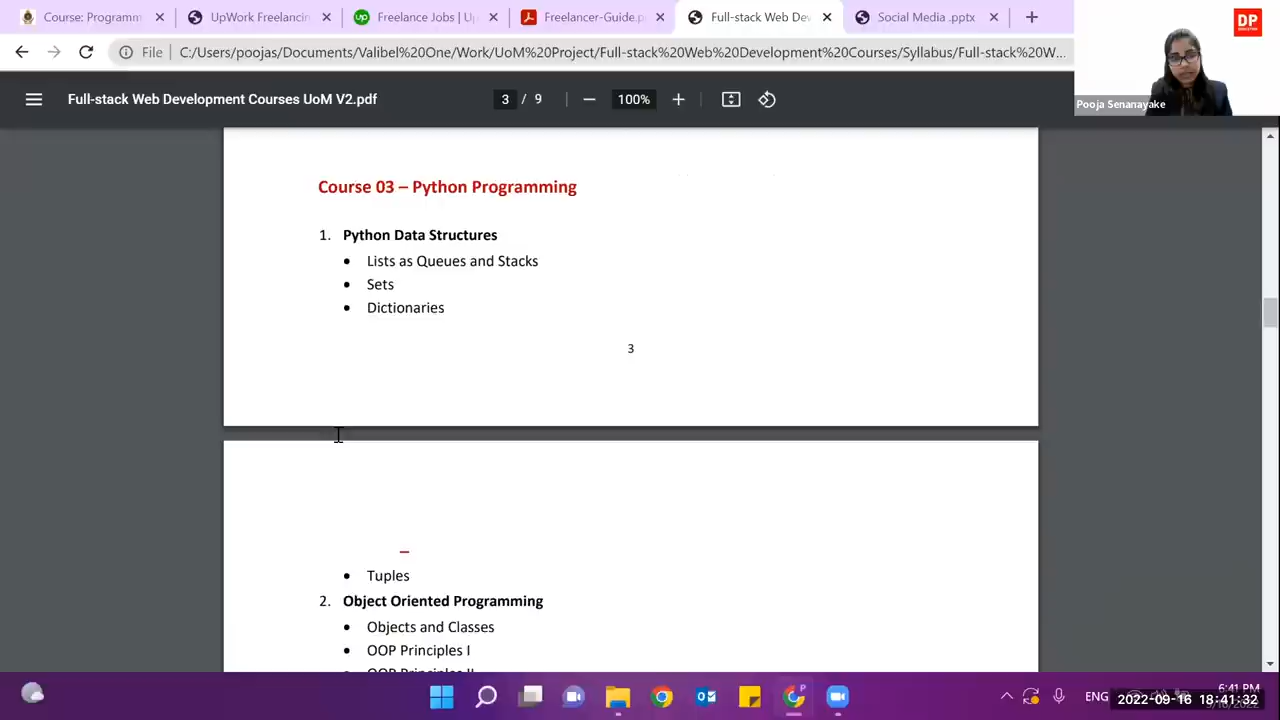 Course: Programm
UpWork Freelancin
Freelance Jobs | Up
Freelancer-Guide.p
Full-stack Web Dev
Social Media .pptx
DP
File
C:/Users/poojas/Documents/Valibel%20One/Work/UoM%20Project/Full-stack%20Web%20Development%20Courses/Syllabus/Full-stack%20W...
Pooja Senanayake
Full-stack Web Development Courses UoM V2.pdf
3 / 9
100%
Course 03 – Python Programming
1. Python Data Structures
• Lists as Queues and Stacks
• Sets
• Dictionaries
3
–
• Tuples
2. Object Oriented Programming
• Objects and Classes
• OOP Principles I
• OOP Principles II
ENG
6:41 PM
2022-09-16 18:41:32